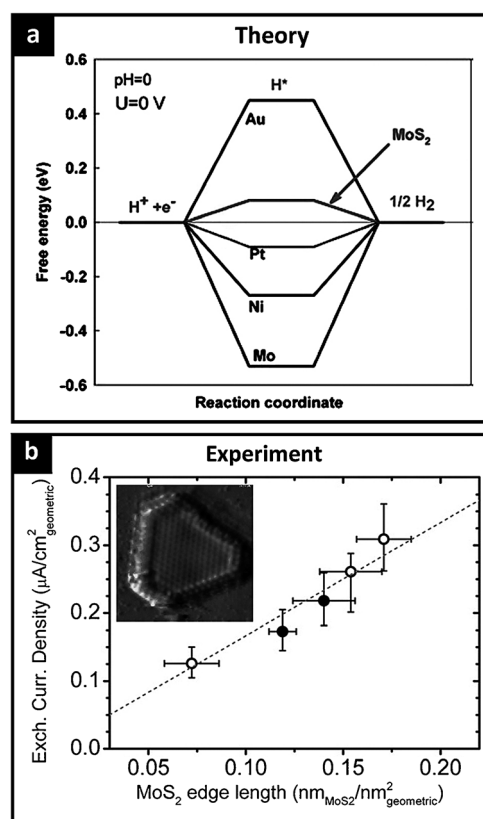 a
Theory
pH=0
U=0 V
H*
Au
MoS2
H+ +e-
1/2 H2
Pt
Ni
Mo
0.6
0.4
0.2
0.0
-0.2
-0.4
-0.6
Free energy (eV)
Reaction coordinate
b
Experiment
0.4
0.3
0.2
0.1
0.0
Exch. Curr. Density (μA/cm2geometric)
0.05 0.10 0.15 0.20
MoS2 edge length (nmMoS2/nm2geometric)